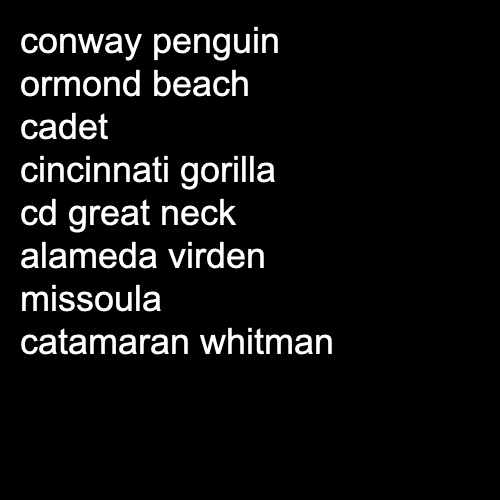 conway penguin
ormond beach
cadet
cincinnati gorilla
cd great neck
alameda virden
missoula
catamaran whitman